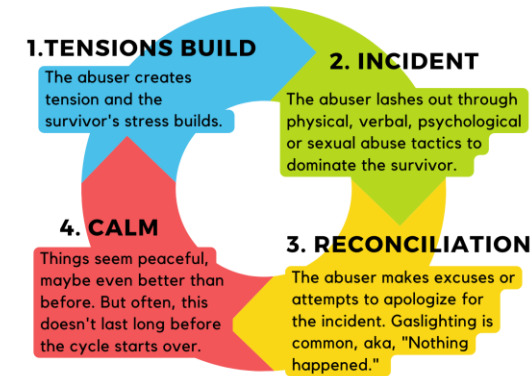 1.TENSIONS BUILD
The abuser creates
tension and the
survivor's stress builds.
2. INCIDENT
The abuser lashes out through
physical, verbal, psychological
or sexual abuse tactics to
dominate the survivor.
3. RECONCILIATION
The abuser makes excuses or
attempts to apologize for
the incident. Gaslighting is
common, aka, "Nothing
happened."
4. CALM
Things seem peaceful,
maybe even better than
before. But often, this
doesn't last long before
the cycle starts over.